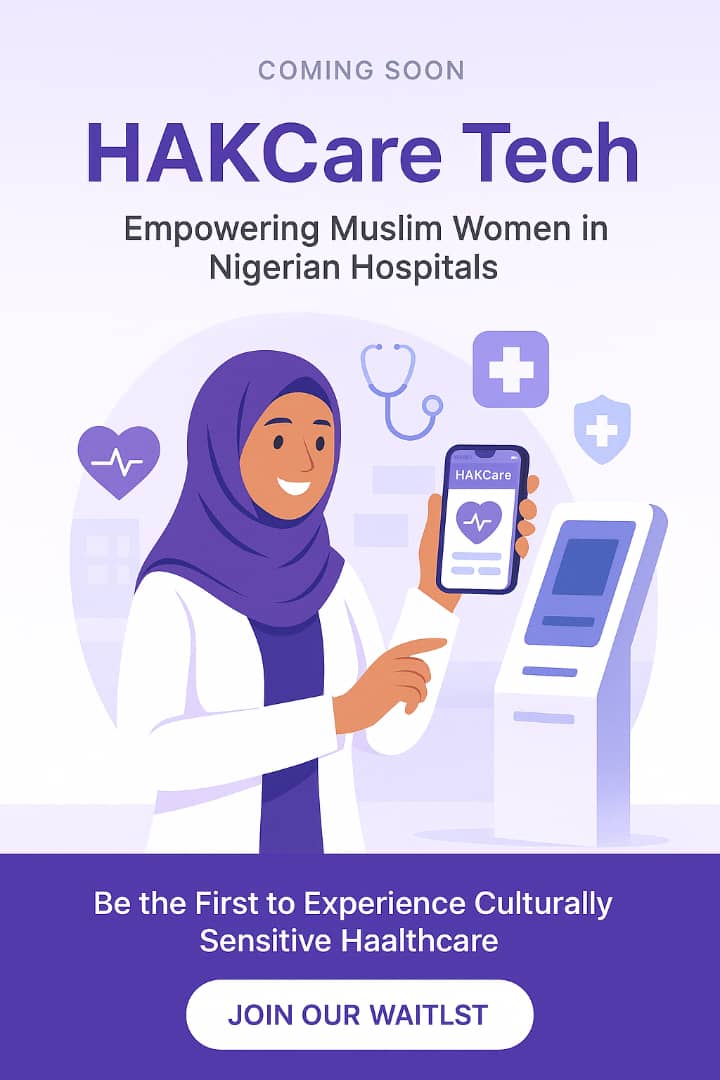 COMING SOON
HAKCare Tech
Empowering Muslim Women in
Nigerian Hospitals
HAKCare
Be the First to Experience Culturally
Sensitive Haalthcare
JOIN OUR WAITLST